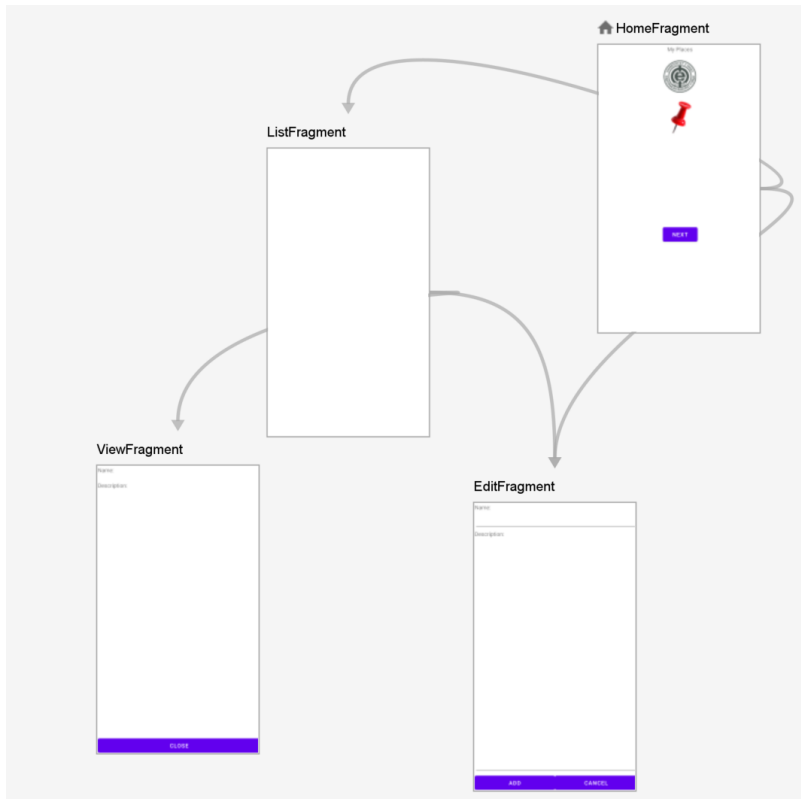 HomeFragment
My Places
NEXT
ListFragment
ViewFragment
Name:
Description:
CLOSE
EditFragment
Name:
Description:
ADD
CANCEL